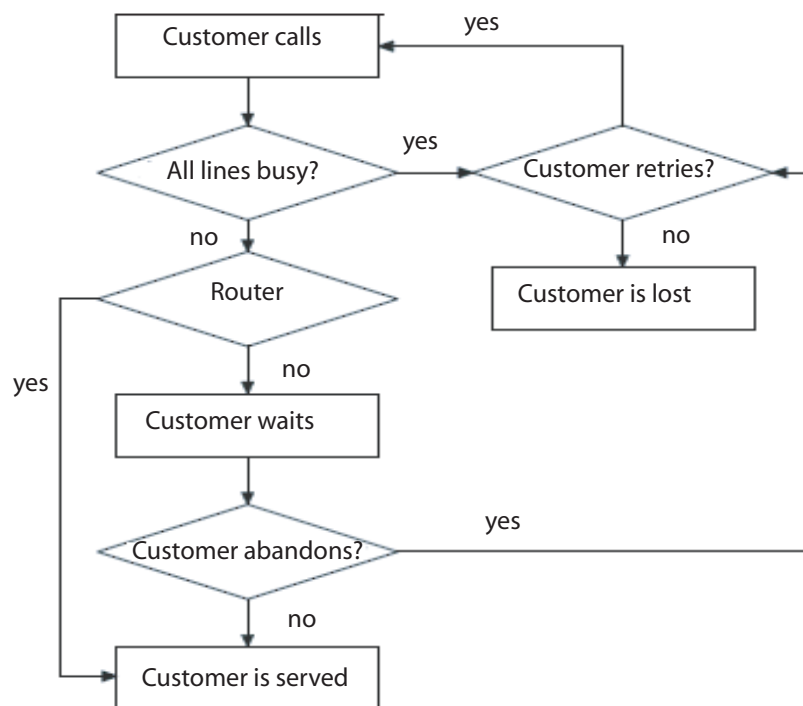 Customer calls
yes
All lines busy?
yes
Customer retries?
no
no
Router
Customer is lost
yes
no
Customer waits
Customer abandons?
yes
no
yes
Customer is served